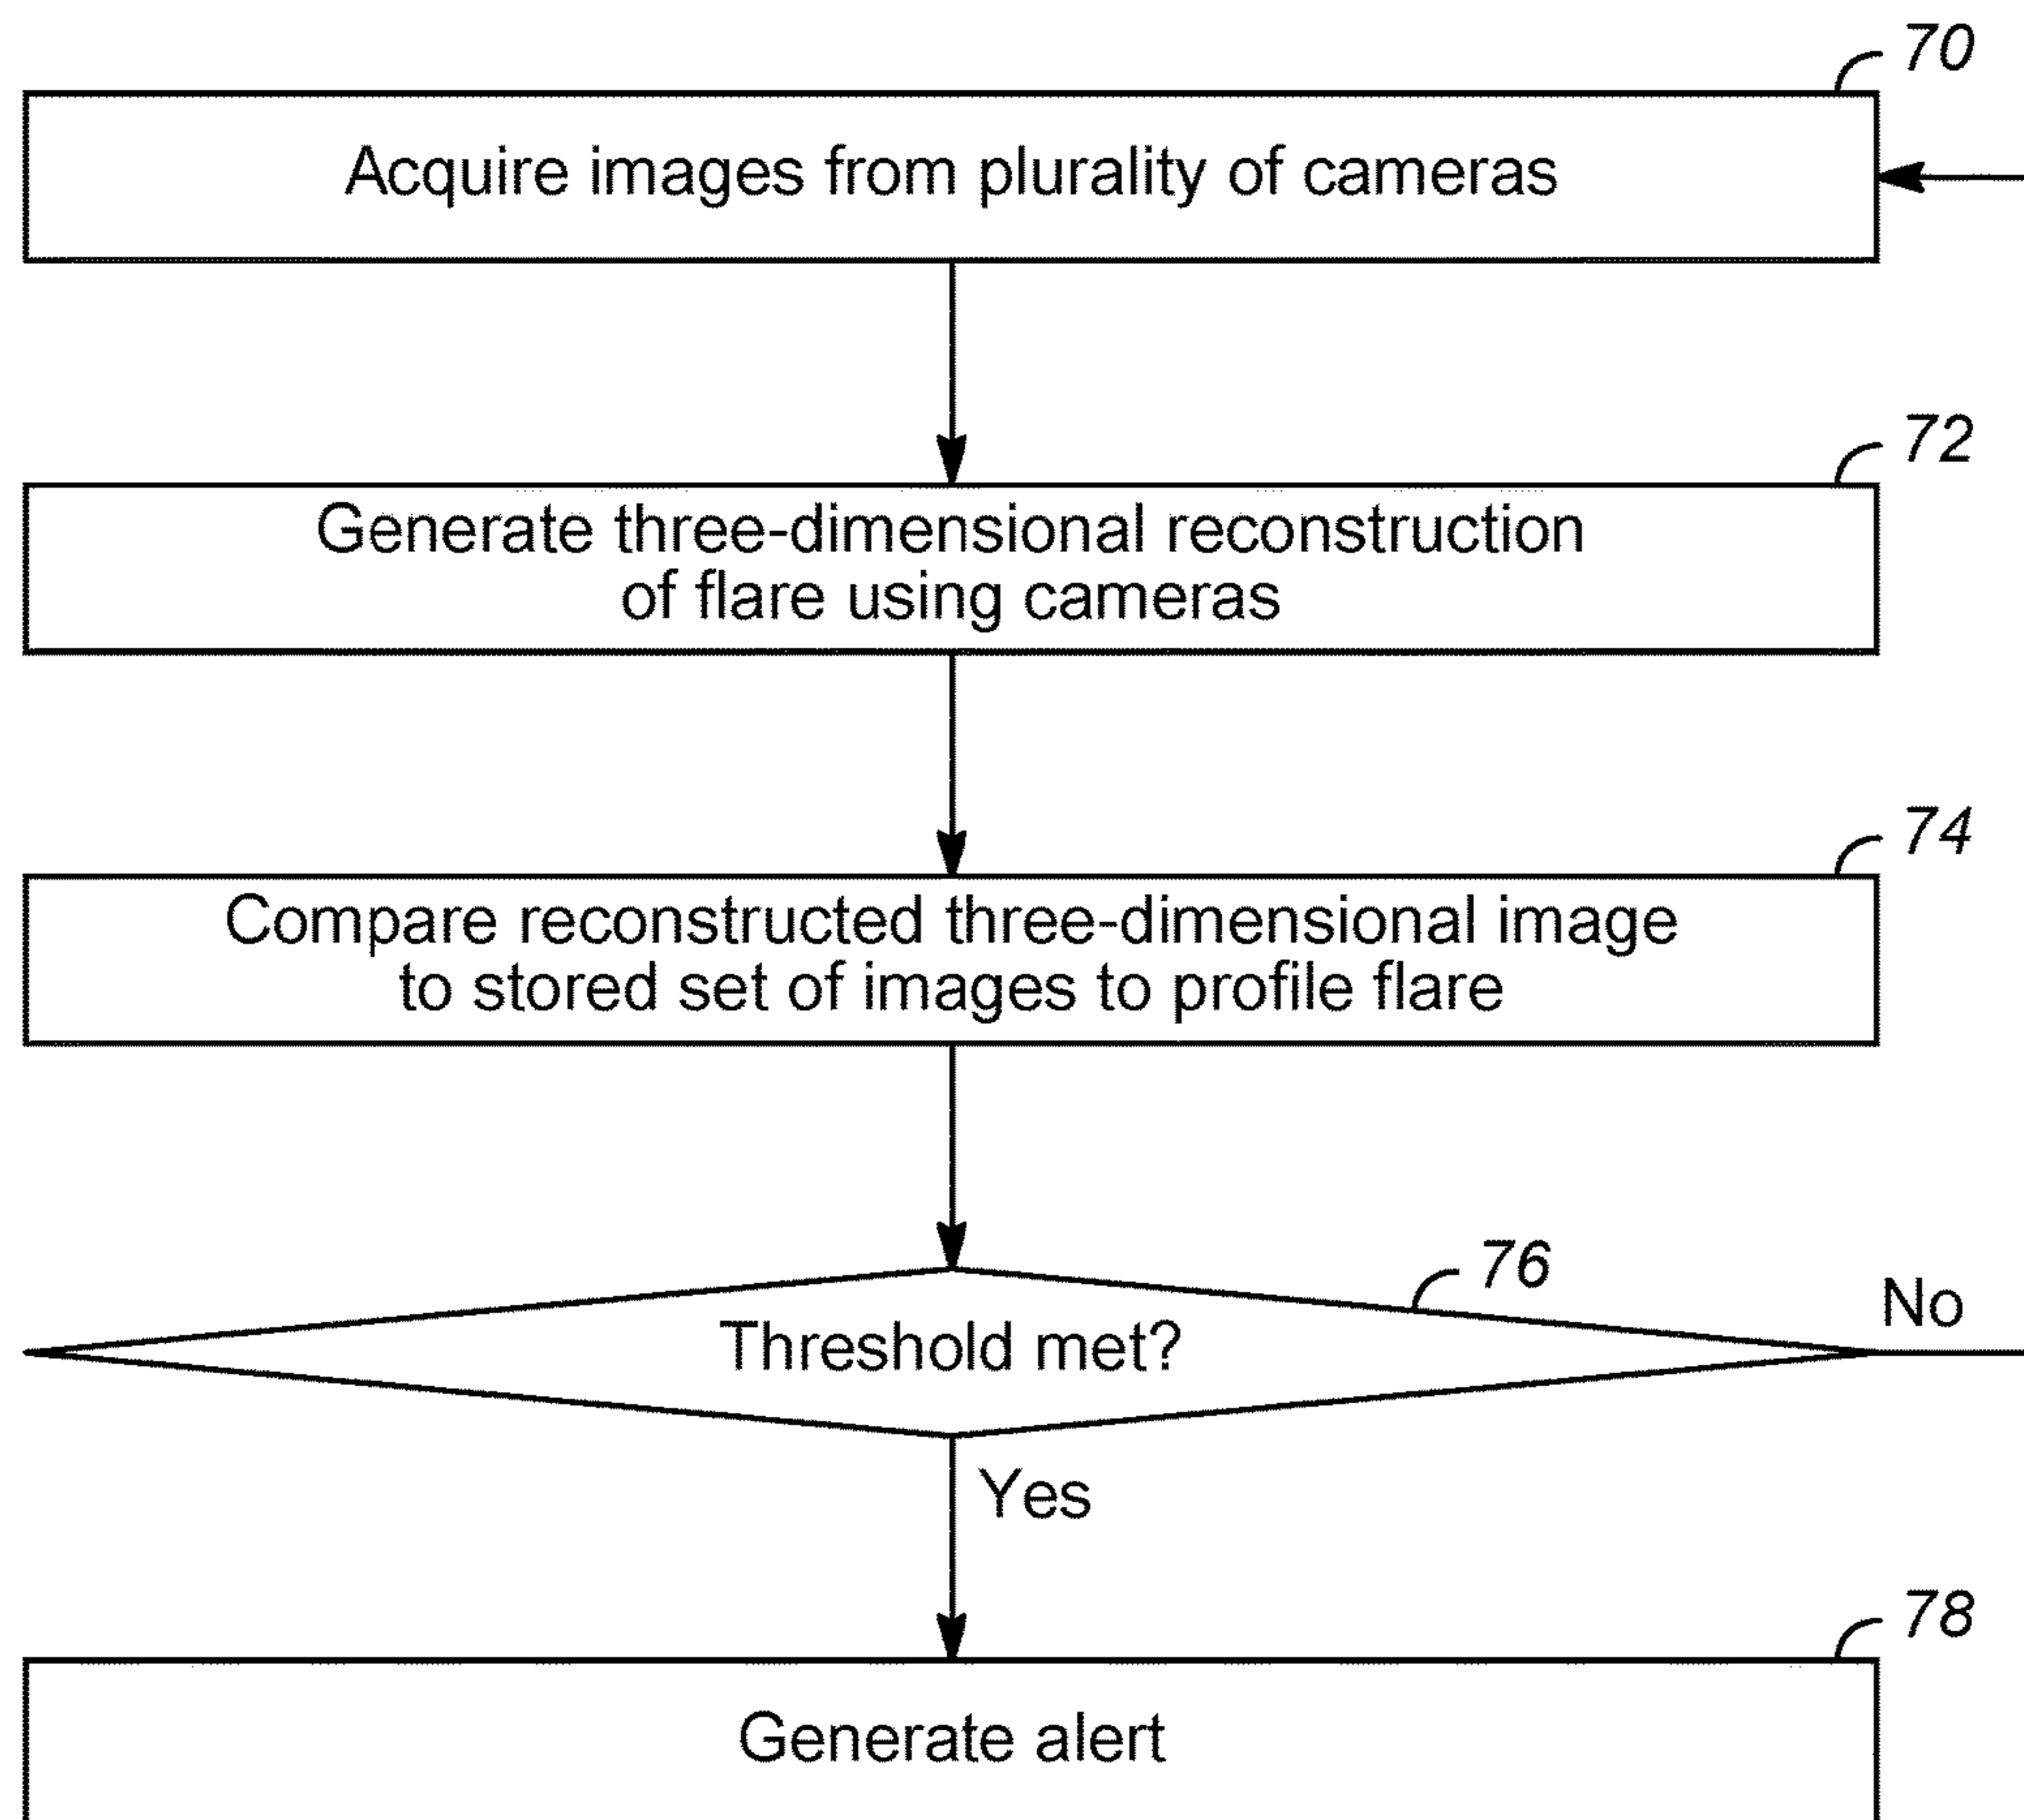 70
Acquire images from plurality of cameras
72
Generate three-dimensional reconstruction
of flare using cameras
74
Compare reconstructed three-dimensional image
to stored set of images to profile flare
76
No
Threshold met?
Yes
78
Generate alert